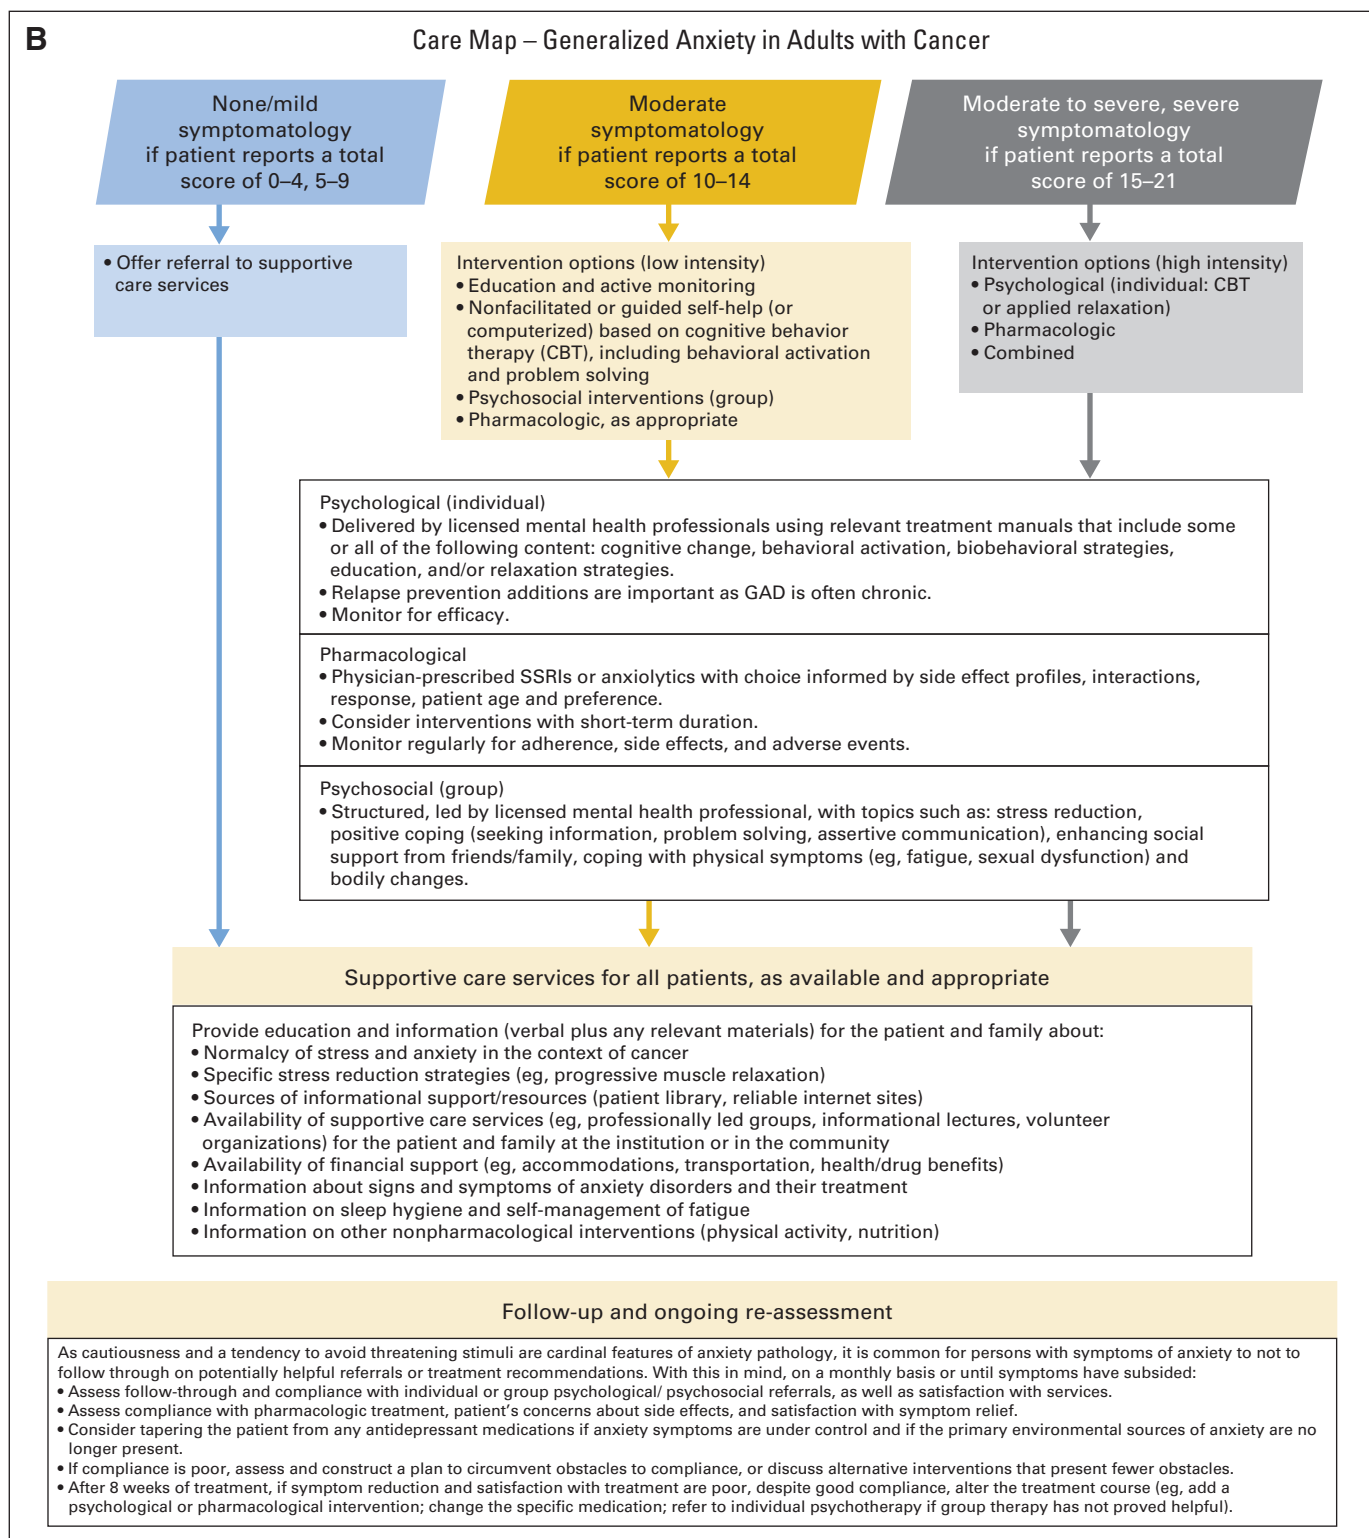 B
Care Map – Generalized Anxiety in Adults with Cancer
None/mild
symptomatology
if patient reports a total
score of 0–4, 5–9
Moderate
symptomatology
if patient reports a total
score of 10–14
Moderate to severe, severe
symptomatology
if patient reports a total
score of 15–21
• Offer referral to supportive
care services
Intervention options (low intensity)
• Education and active monitoring
• Nonfacilitated or guided self-help (or
computerized) based on cognitive behavior
therapy (CBT), including behavioral activation
and problem solving
• Psychosocial interventions (group)
• Pharmacologic, as appropriate
Intervention options (high intensity)
• Psychological (individual: CBT
or applied relaxation)
• Pharmacologic
• Combined
Psychological (individual)
• Delivered by licensed mental health professionals using relevant treatment manuals that include some
or all of the following content: cognitive change, behavioral activation, biobehavioral strategies,
education, and/or relaxation strategies.
• Relapse prevention additions are important as GAD is often chronic.
• Monitor for efficacy.
Pharmacological
• Physician-prescribed SSRIs or anxiolytics with choice informed by side effect profiles, interactions,
response, patient age and preference.
• Consider interventions with short-term duration.
• Monitor regularly for adherence, side effects, and adverse events.
Psychosocial (group)
• Structured, led by licensed mental health professional, with topics such as: stress reduction,
positive coping (seeking information, problem solving, assertive communication), enhancing social
support from friends/family, coping with physical symptoms (eg, fatigue, sexual dysfunction) and
bodily changes.
Supportive care services for all patients, as available and appropriate
Provide education and information (verbal plus any relevant materials) for the patient and family about:
• Normalcy of stress and anxiety in the context of cancer
• Specific stress reduction strategies (eg, progressive muscle relaxation)
• Sources of informational support/resources (patient library, reliable internet sites)
• Availability of supportive care services (eg, professionally led groups, informational lectures, volunteer
organizations) for the patient and family at the institution or in the community
• Availability of financial support (eg, accommodations, transportation, health/drug benefits)
• Information about signs and symptoms of anxiety disorders and their treatment
• Information on sleep hygiene and self-management of fatigue
• Information on other nonpharmacological interventions (physical activity, nutrition)
Follow-up and ongoing re-assessment
As cautiousness and a tendency to avoid threatening stimuli are cardinal features of anxiety pathology, it is common for persons with symptoms of anxiety to not to
follow through on potentially helpful referrals or treatment recommendations. With this in mind, on a monthly basis or until symptoms have subsided:
• Assess follow-through and compliance with individual or group psychological/ psychosocial referrals, as well as satisfaction with services.
• Assess compliance with pharmacologic treatment, patient's concerns about side effects, and satisfaction with symptom relief.
• Consider tapering the patient from any antidepressant medications if anxiety symptoms are under control and if the primary environmental sources of anxiety are no
longer present.
• If compliance is poor, assess and construct a plan to circumvent obstacles to compliance, or discuss alternative interventions that present fewer obstacles.
• After 8 weeks of treatment, if symptom reduction and satisfaction with treatment are poor, despite good compliance, alter the treatment course (eg, add a
psychological or pharmacological intervention; change the specific medication; refer to individual psychotherapy if group therapy has not proved helpful).